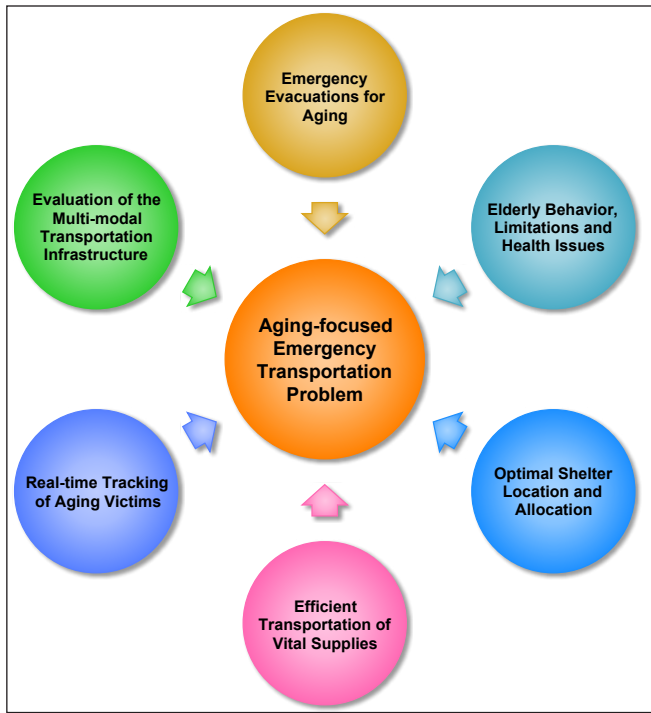 Emergency
Evacuations for
Aging
Evaluation of the
Multi-modal
Transportation
Infrastructure
Elderly Behavior,
Limitations and
Health Issues
Aging-focused
Emergency
Transportation
Problem
Real-time Tracking
of Aging Victims
Optimal Shelter
Location and
Allocation
Efficient
Transportation of
Vital Supplies